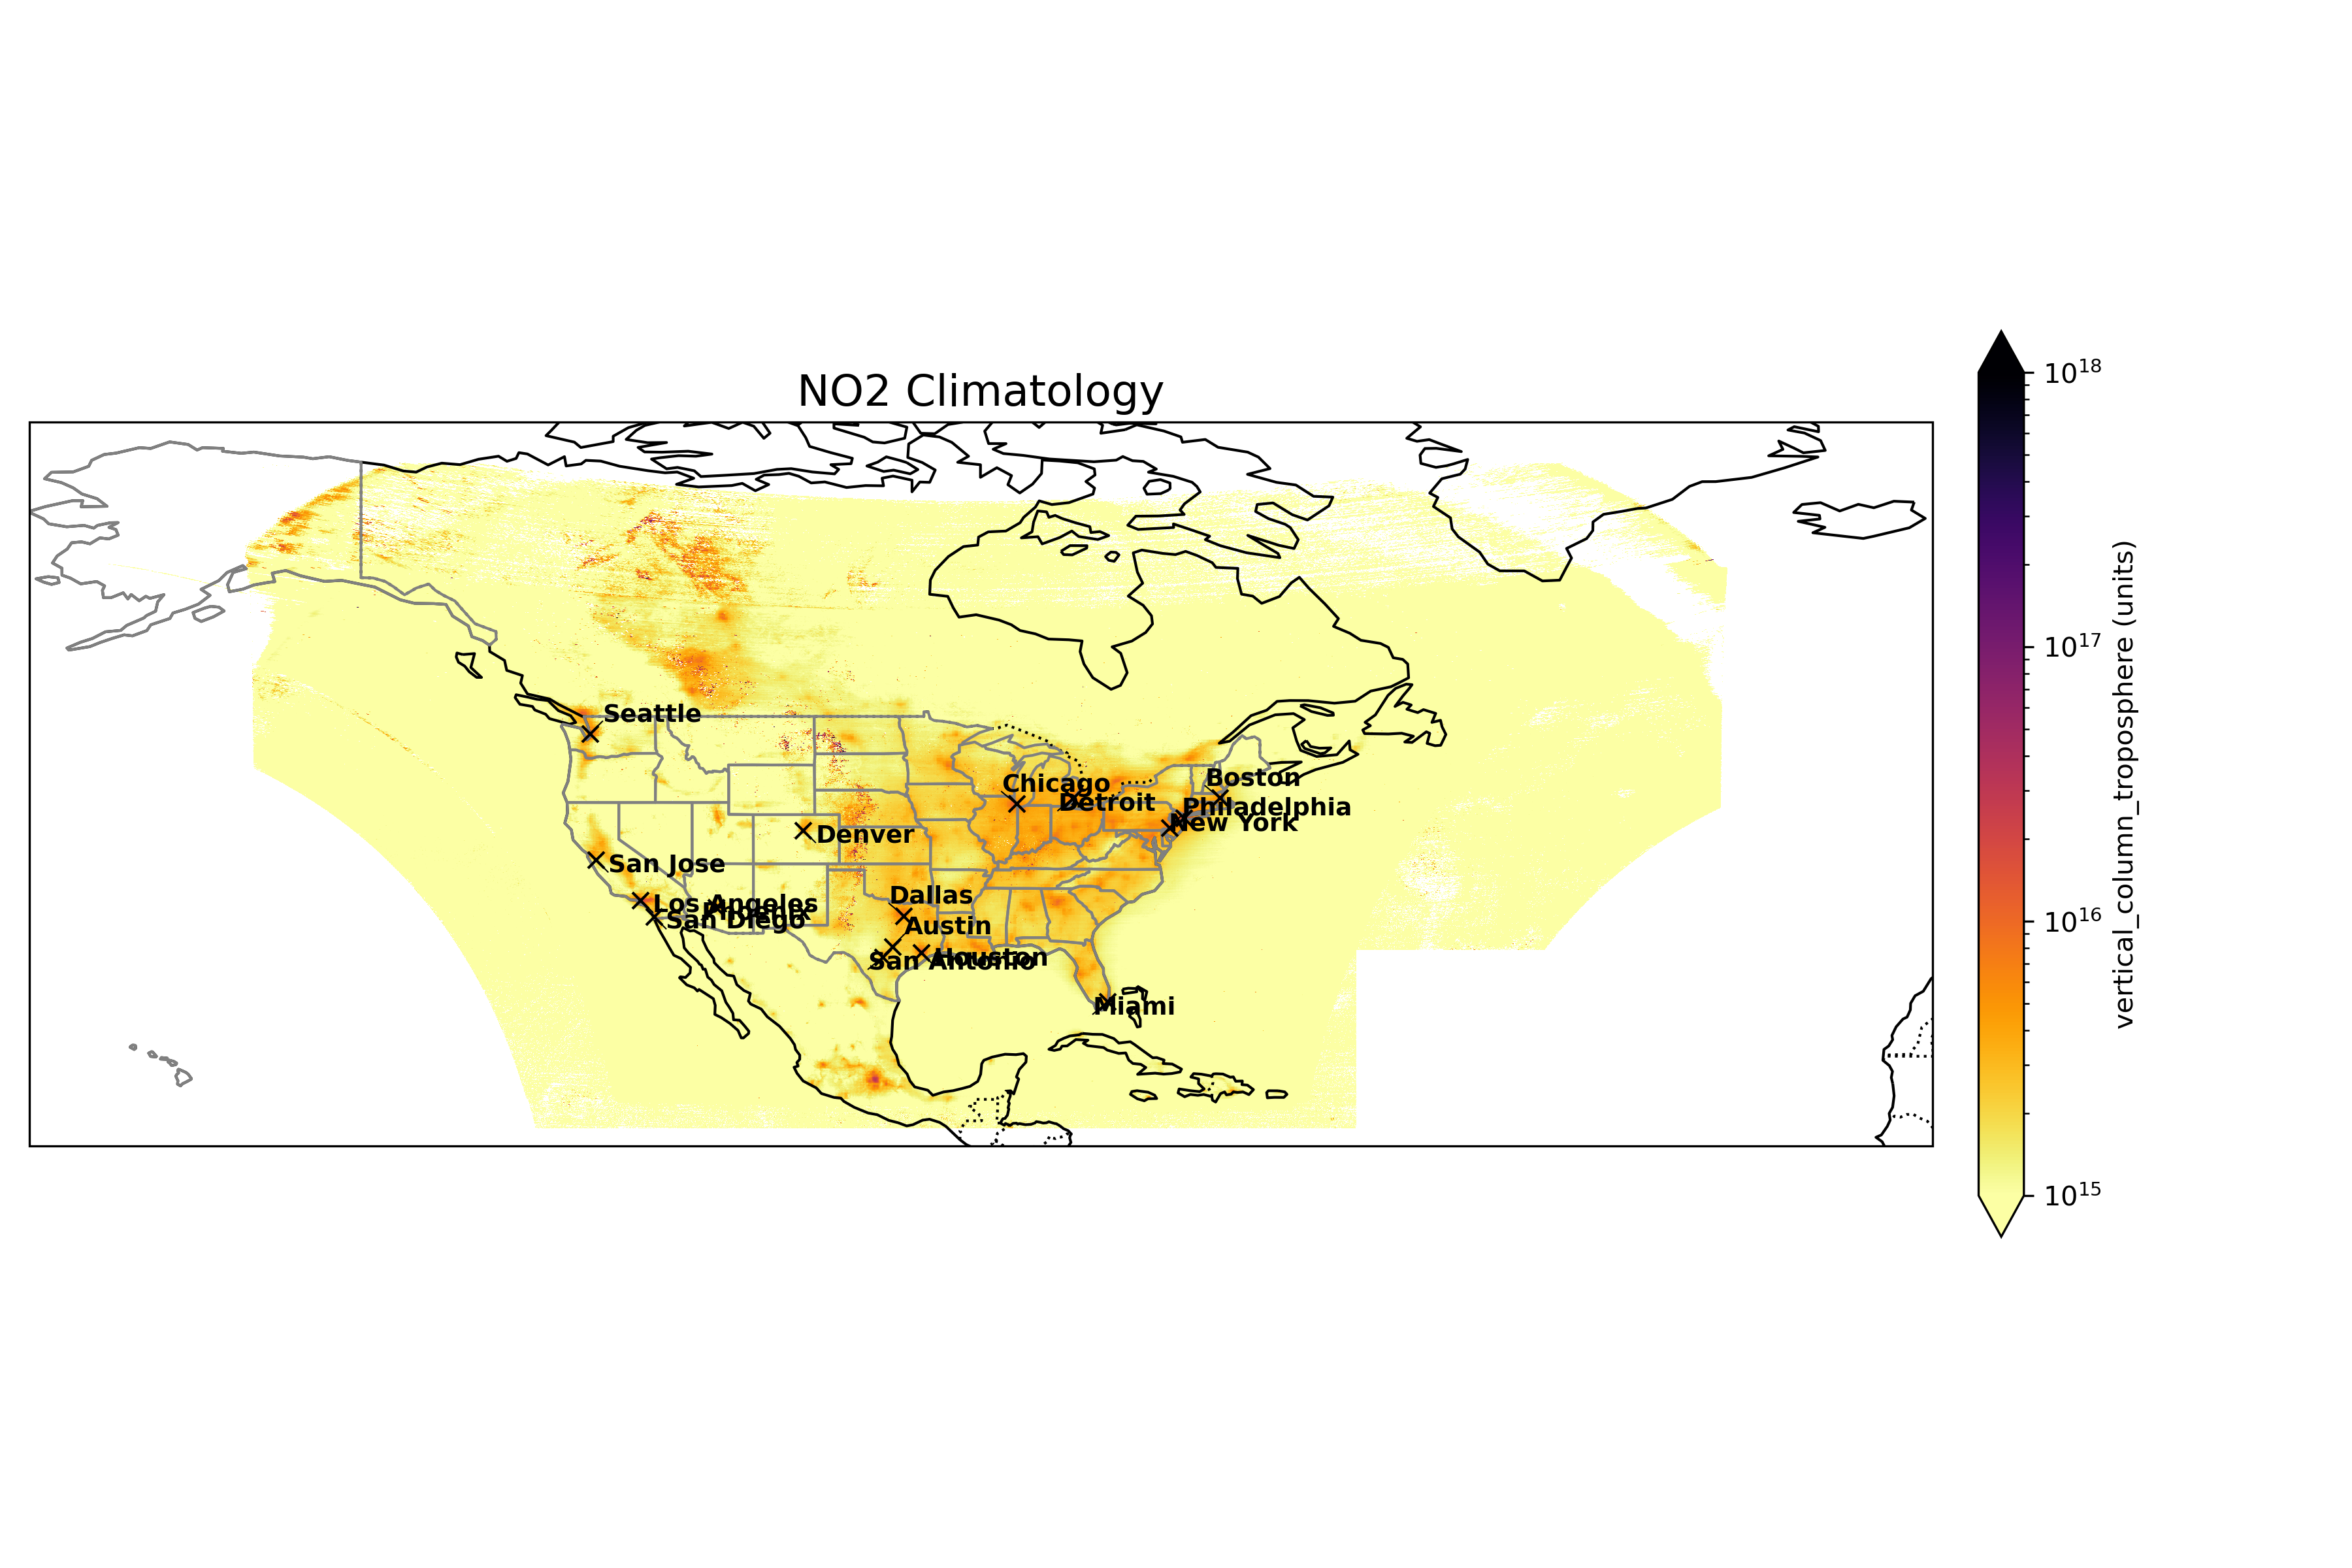 NO2 Climatology
Seattle
Chicago
Boston
Detroit
Philadelphia
New York
Denver
San Jose
Dallas
Los Angeles
Phoenix
San Diego
Austin
Houston
San Antonio
Miami
10^18
10^17
10^16
10^15
vertical_column_troposphere (units)